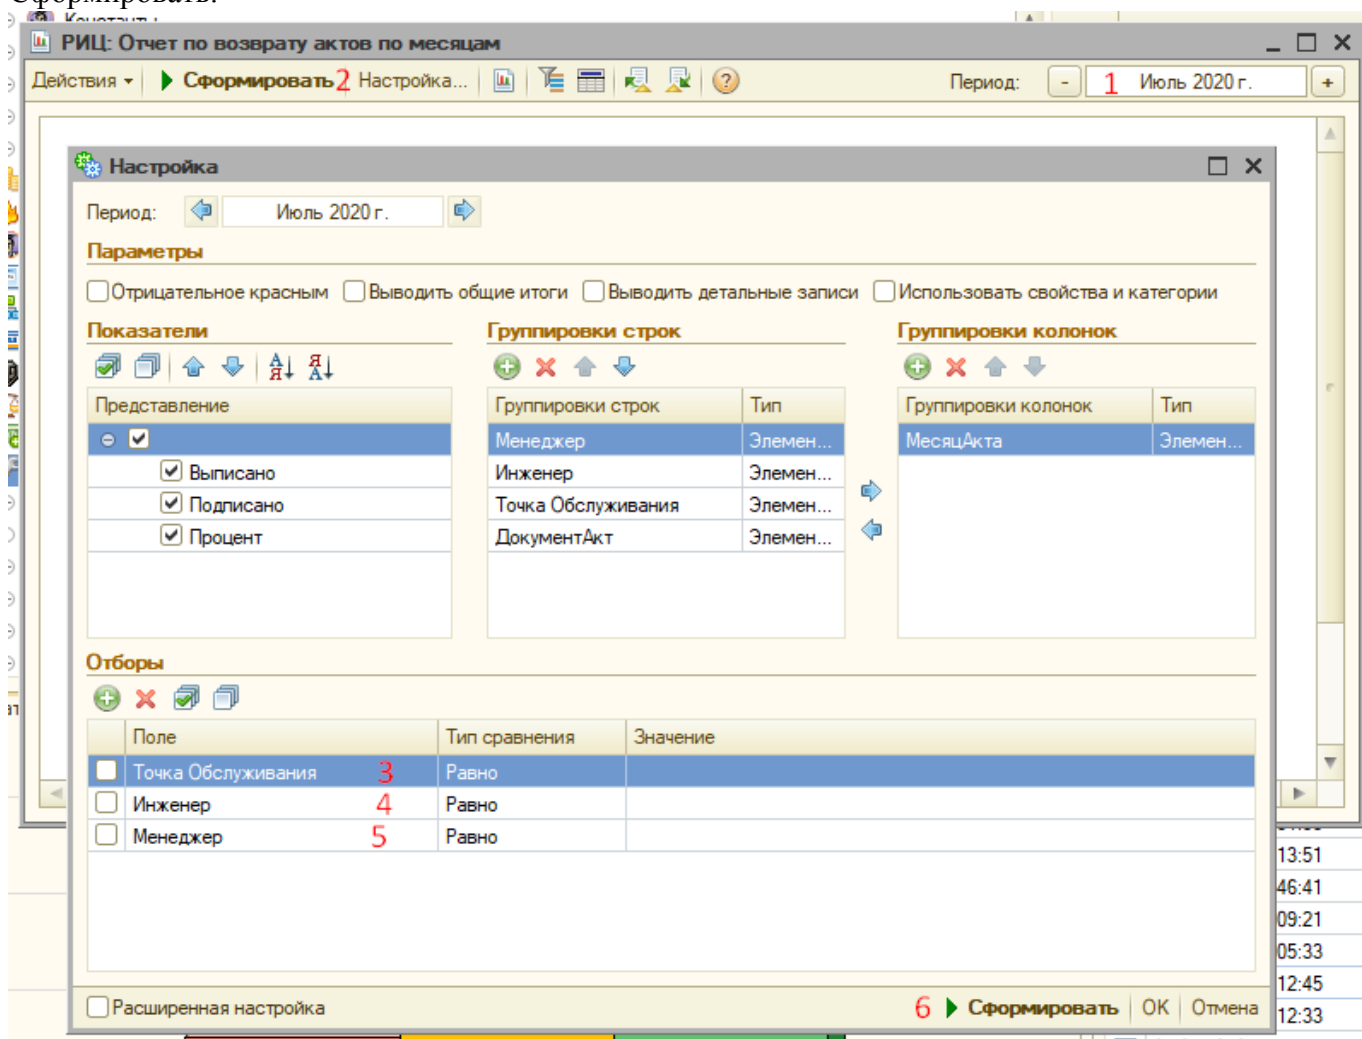 Сформировать.
Константы
РИЦ: Отчет по возврату актов по месяцам
Действия Сформировать 2 Настройка... Период: - 1 Июль 2020 г. +
Настройка
Период: Июль 2020 г.
Параметры
Отрицательное красным Выводить общие итоги Выводить детальные записи Использовать свойства и категории
Показатели Группировки строк Группировки колонок
Представление Группировки строк Тип Группировки колонок Тип
Менеджер Элемен... МесяцАкта Элемен...
Выписано Инженер Элемен...
Подписано Точка Обслуживания Элемен...
Процент ДокументАкт Элемен...
Отборы
Поле Тип сравнения Значение
Точка Обслуживания 3 Равно
Инженер 4 Равно
Менеджер 5 Равно
13:51
46:41
09:21
05:33
12:45
Расширенная настройка 6 Сформировать OK Отмена
12:33